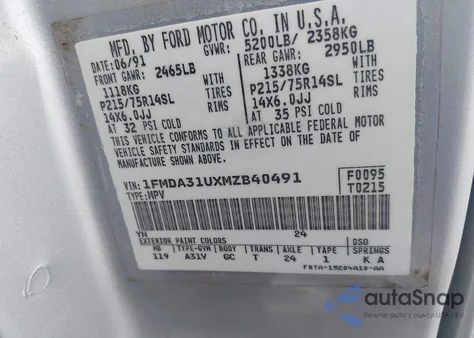 MFD. BY FORD MOTOR CO. IN U.S.A.
DATE: 06/91 GVWR: 5200LB/ 2358KG
FRONT GAWR: 2465LB REAR GAWR: 2950LB
1118KG 1338KG
P215/75R14SL TIRES P215/75R14SL TIRES
14X6.0JJ RIMS 14X6.0JJ RIMS
AT 32 PSI COLD AT 35 PSI COLD
THIS VEHICLE CONFORMS TO ALL APPLICABLE FEDERAL MOTOR
VEHICLE SAFETY STANDARDS IN EFFECT ON THE DATE OF
MANUFACTURE SHOWN ABOVE.
VIN: 1FMDA31UXMZB40491 F0095
TYPE: MPV T0215
YN 24
EXTERIOR PAINT COLORS DSO
WB TYPE-GVW BODY TRANS AXLE TAPE SPRINGS
119 A31V GC T 24 1 K A
autoSnap